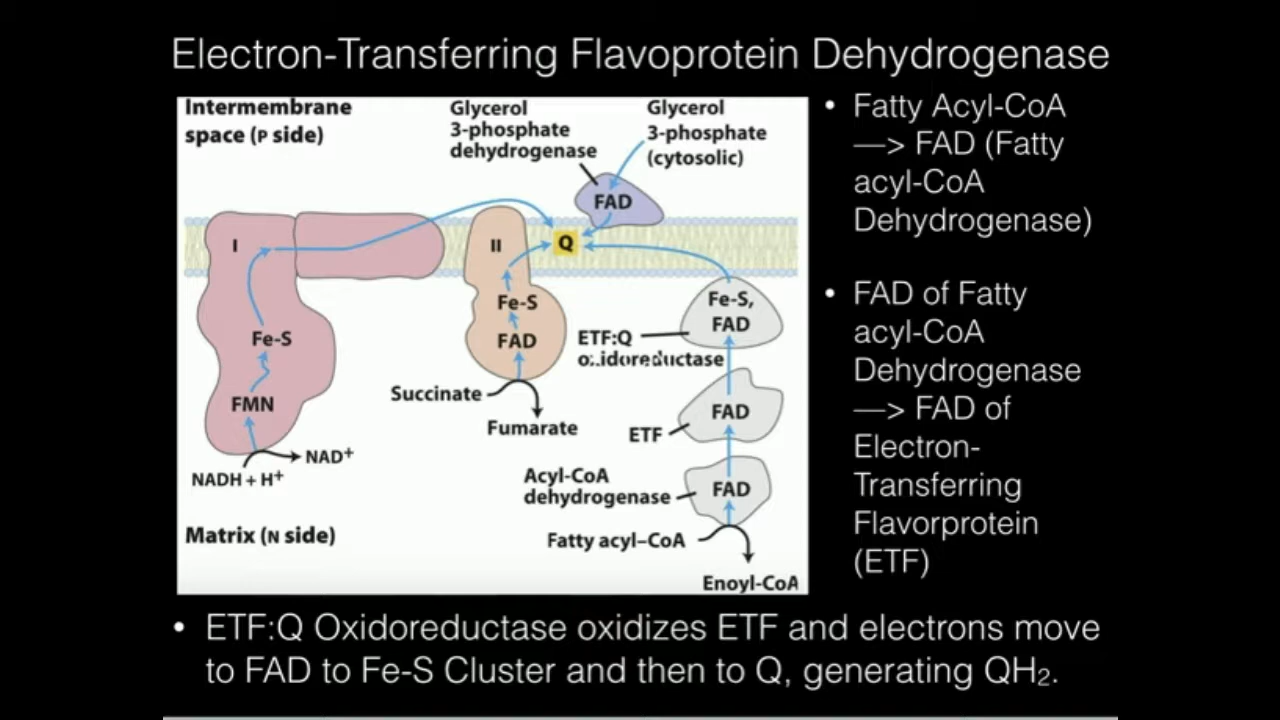 Electron-Transferring Flavoprotein Dehydrogenase
Intermembrane
space (P side)
Glycerol
3-phosphate
dehydrogenase
Glycerol
3-phosphate
(cytosolic)
FAD
I
II
Q
Fe-S
Fe-S
FAD
FMN
Fe-S,
FAD
ETF:Q
oxidoreductase
Succinate
Fumarate
FAD
ETF
NADH + H⁺
NAD⁺
Acyl-CoA
dehydrogenase
FAD
Fatty acyl–CoA
Enoyl-CoA
Matrix (N side)
• Fatty Acyl-CoA
—> FAD (Fatty
acyl-CoA
Dehydrogenase)
• FAD of Fatty
acyl-CoA
Dehydrogenase
—> FAD of
Electron-
Transferring
Flavorprotein
(ETF)
• ETF:Q Oxidoreductase oxidizes ETF and electrons move
to FAD to Fe-S Cluster and then to Q, generating QH₂.